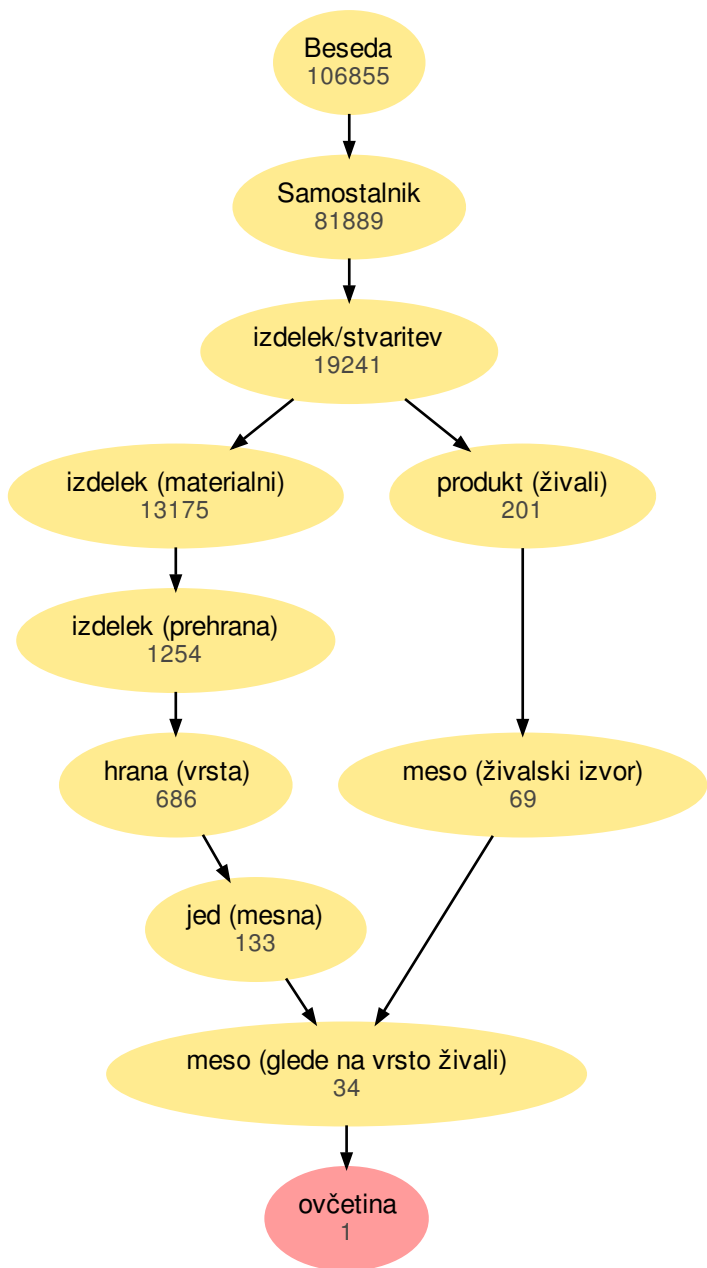 Beseda
106855
Samostalnik
81889
izdelek/stvaritev
19241
izdelek (materialni)
13175
produkt (živali)
201
izdelek (prehrana)
1254
hrana (vrsta)
686
meso (živalski izvor)
69
jed (mesna)
133
meso (glede na vrsto živali)
34
ovčetina
1